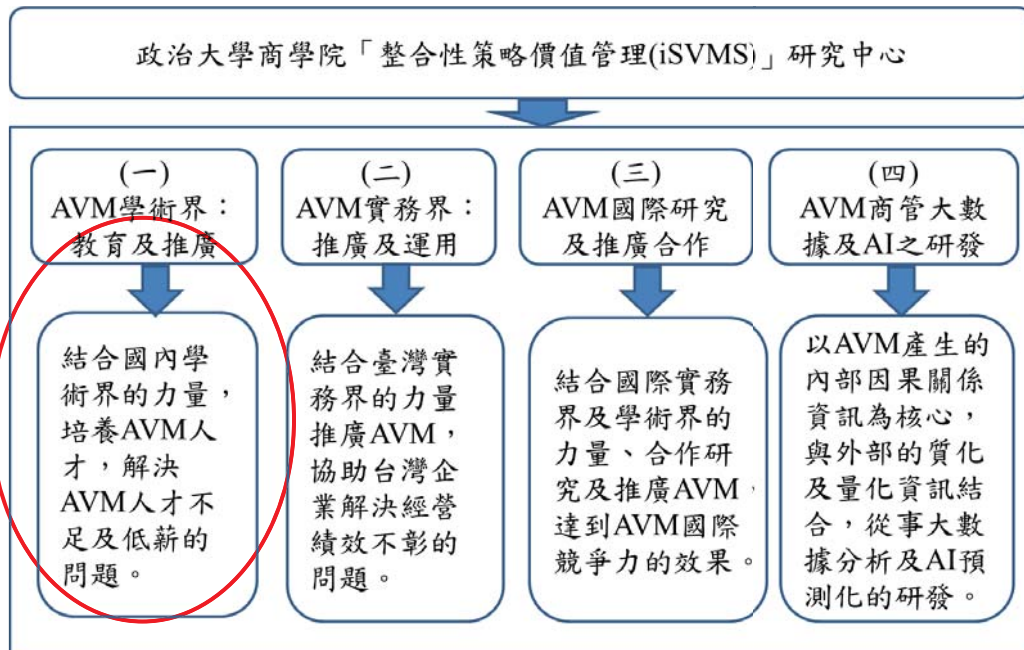 政治大學商學院「整合性策略價值管理(iSVMS)」研究中心
(一)
AVM學術界：
教育及推廣
結合國內學
術界的力量，
培養AVM人
才，解決
AVM人才不
足及低薪的
問題。
(二)
AVM實務界：
推廣及運用
結合臺灣實
務界的力量
推廣AVM，
協助台灣企
業解決經營
績效不彰的
問題。
(三)
AVM國際研究
及推廣合作
結合國際實務
界及學術界的
力量、合作研
究及推廣AVM，
達到AVM國際
競爭力的效果。
(四)
AVM商管大數
據及AI之研發
以AVM產生的
內部因果關係
資訊為核心，
與外部的質化
及量化資訊結
合，從事大數
據分析及AI預
測化的研發。